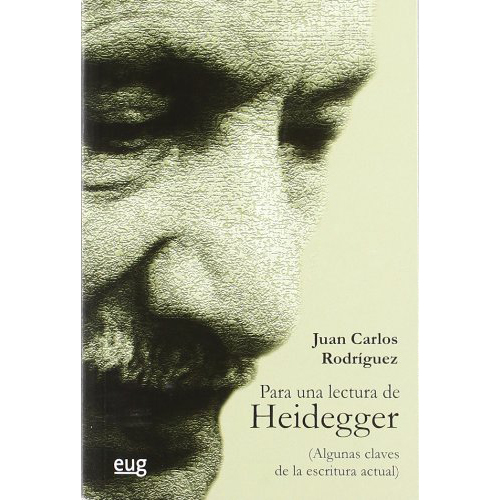 Juan Carlos
Rodríguez
Para una lectura de
Heidegger
(Algunas claves
de la escritura actual)
eug